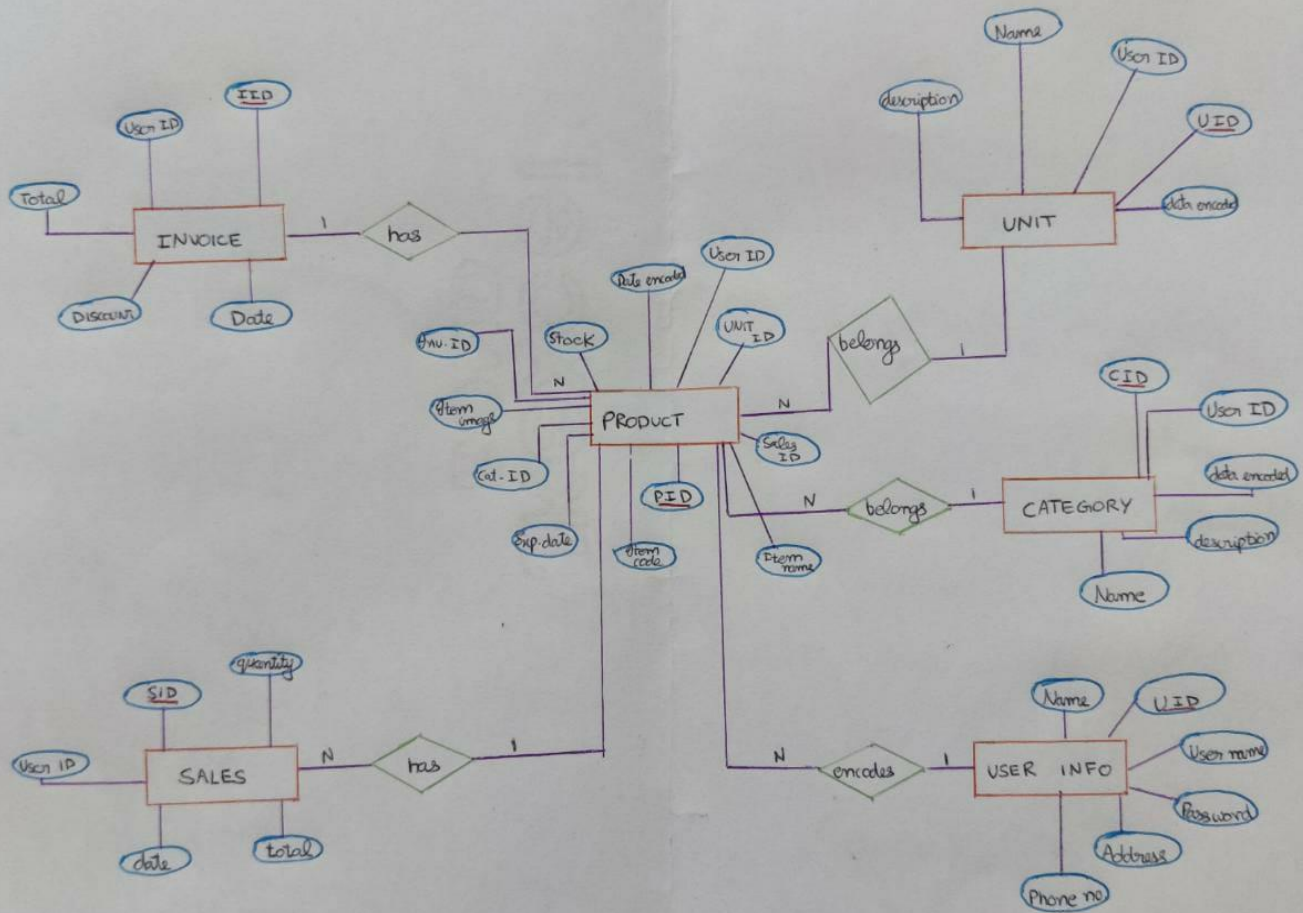 Name
User ID
description
UID
data encoded
UNIT
IID
User ID
Total
INVOICE
1
has
DISCOUNT
Date
User ID
Date encoded
UNIT
ID
Stock
Inv. ID
N
Item
image
PRODUCT
N
belongs
1
Cat. ID
Sales
ID
PID
Exp. date
Item
code
Item
name
CID
User ID
data encoded
N
belongs
1
CATEGORY
description
Name
quantity
SID
User ID
SALES
N
has
1
date
total
Name
UID
User name
N
encodes
1
USER INFO
Password
Address
Phone no